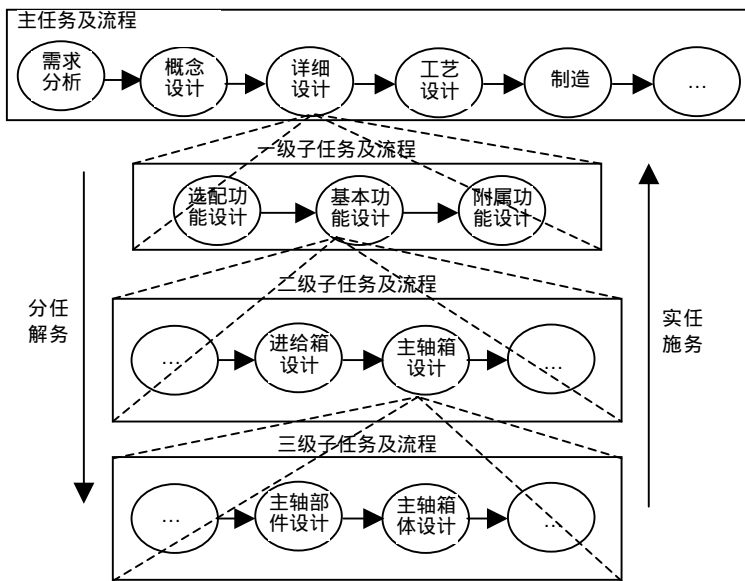 主任务及流程
需求
分析
概念
设计
详细
设计
工艺
设计
制造
…
一级子任务及流程
选配功
能设计
基本功
能设计
附属功
能设计
二级子任务及流程
…
进给箱
设计
主轴箱
设计
…
分任
解务
实任
施务
三级子任务及流程
…
主轴部
件设计
主轴箱
体设计
…